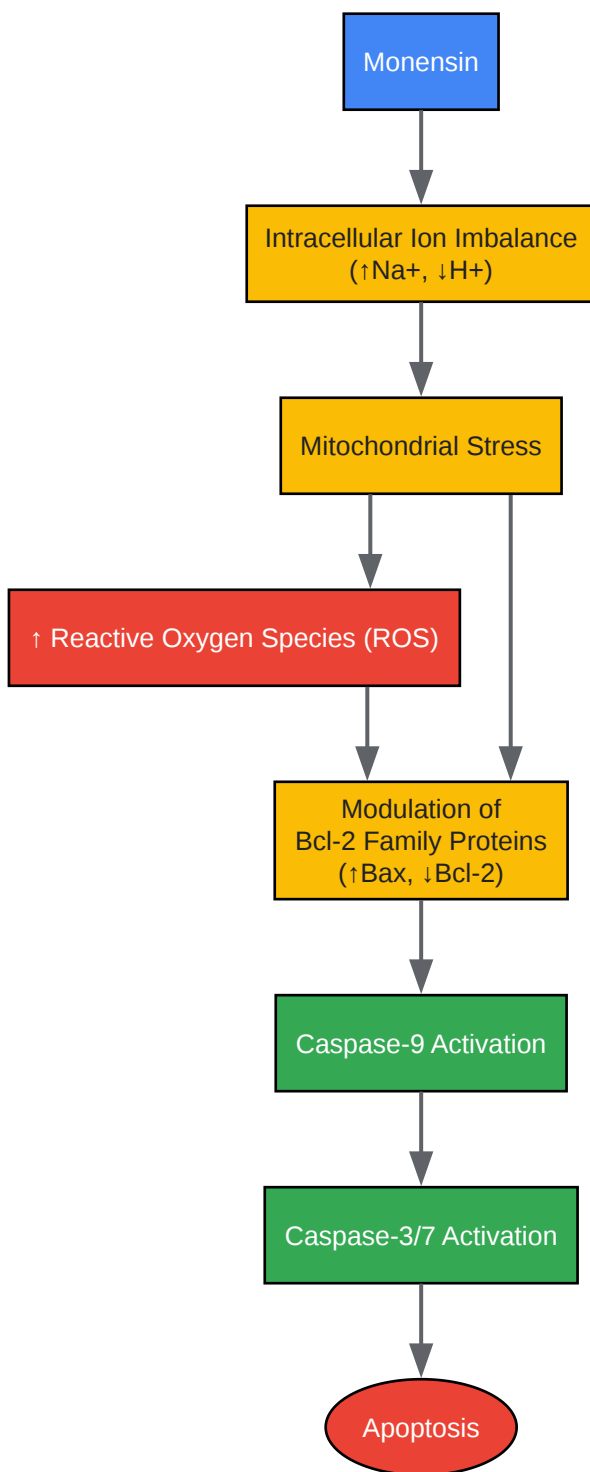 Monensin
Intracellular Ion Imbalance
(↑Na+, ↓H+)
Mitochondrial Stress
↑ Reactive Oxygen Species (ROS)
Modulation of
Bcl-2 Family Proteins
(↑Bax, ↓Bcl-2)
Caspase-9 Activation
Caspase-3/7 Activation
Apoptosis